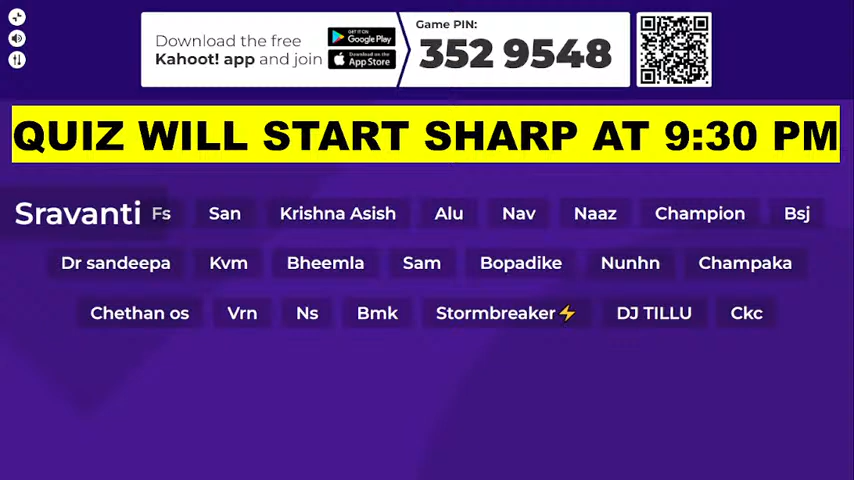 Download the free
Kahoot! app and join
GET IT ON
Google Play
Download on the
App Store
Game PIN:
352 9548
QUIZ WILL START SHARP AT 9:30 PM
Sravanti Fs San Krishna Asish Alu Nav Naaz Champion Bsj
Dr sandeepa Kvm Bheemla Sam Bopadike Nunhn Champaka
Chethan os Vrn Ns Bmk Stormbreaker⚡ DJ TILLU Ckc